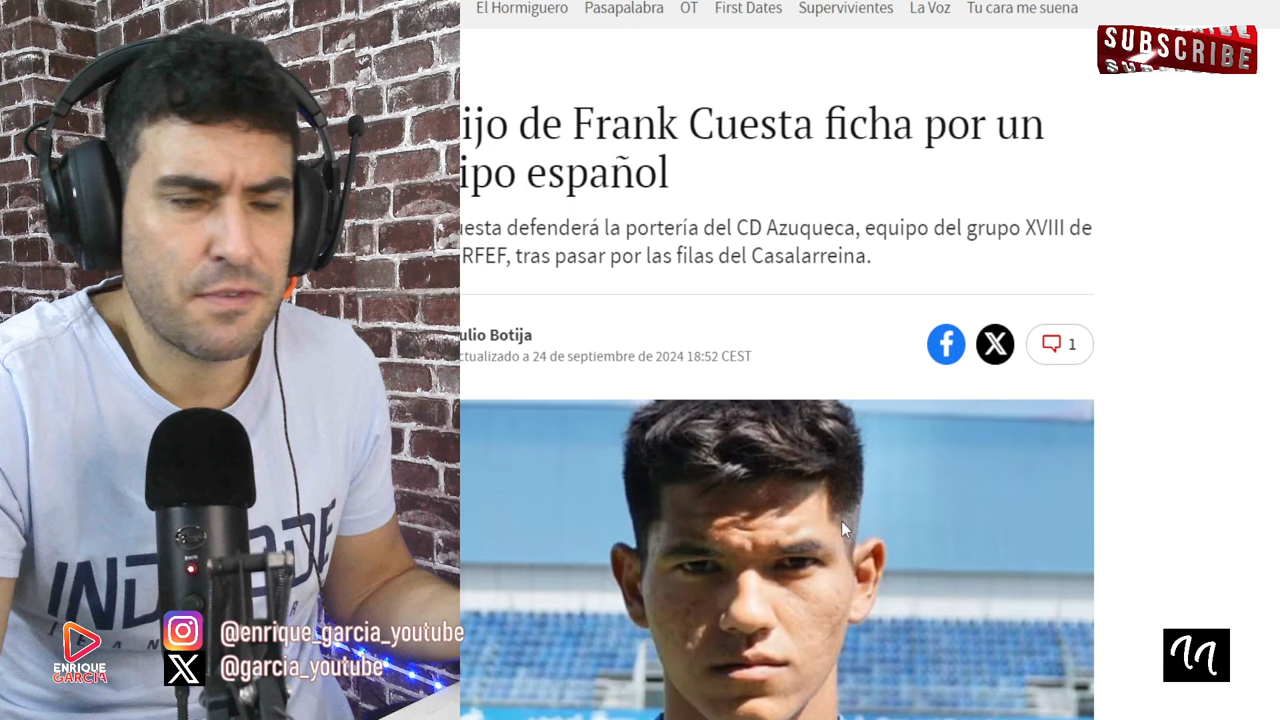 El Hormiguero Pasapalabra OT First Dates Supervivientes La Voz Tu cara me suena
SUBSCRIBE
ijo de Frank Cuesta ficha por un
ipo español
uesta defenderá la portería del CD Azuqueca, equipo del grupo XVIII de
RFEF, tras pasar por las filas del Casalarreina.
ulio Botija
ctualizado a 24 de septiembre de 2024 18:52 CEST
1
@enrique_garcia_youtube
@garcia_youtube
ENRIQUE
GARCIA